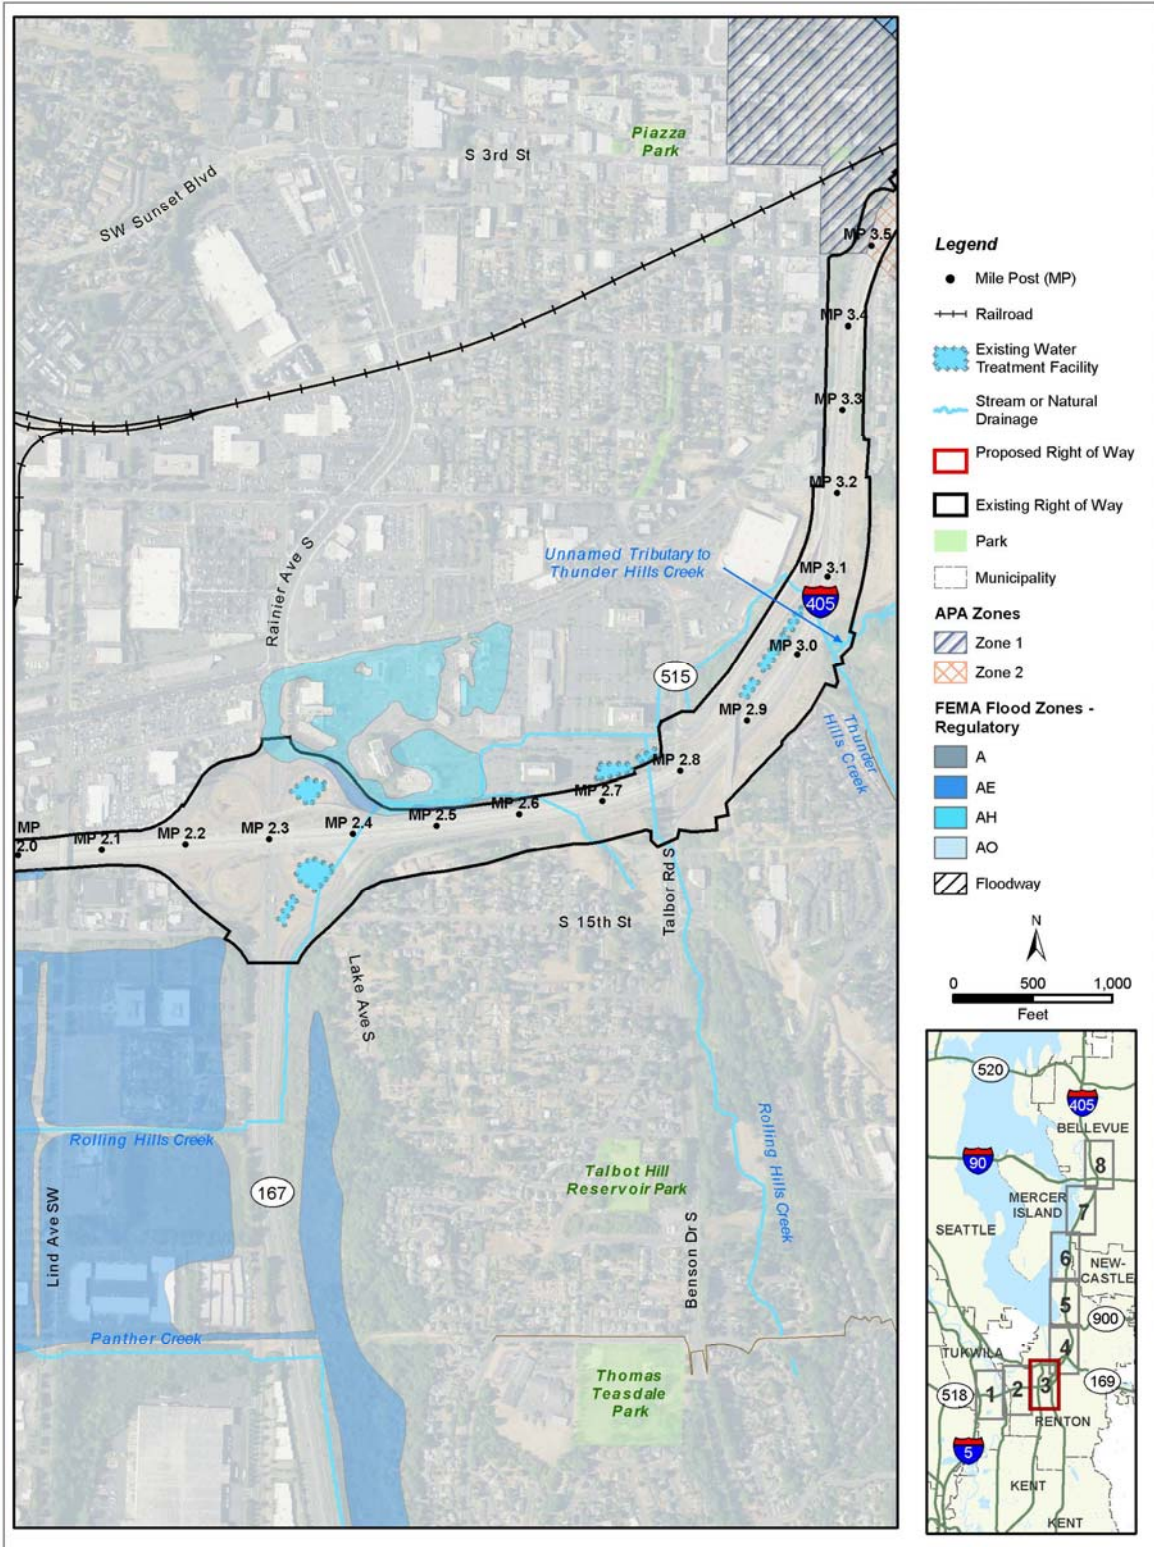 Piazza
Park
S 3rd St
SW Sunset Blvd
MP 3.5
MP 3.4
MP 3.3
MP 3.2
Unnamed Tributary to
Thunder Hills Creek
MP 3.1
405
Rainier Ave S
MP 3.0
515
MP 2.9
Thunder
Hills Creek
MP 2.8
MP 2.7
MP 2.6
MP 2.5
MP 2.4
MP 2.3
MP 2.2
MP 2.1
MP
2.0
Talbor Rd S
S 15th St
Lake Ave S
Rolling Hills Creek
Rolling Hills Creek
Talbot Hill
Reservoir Park
167
Lind Ave SW
Benson Dr S
Panther Creek
Thomas
Teasdale
Park
Legend
Mile Post (MP)
Railroad
Existing Water
Treatment Facility
Stream or Natural
Drainage
Proposed Right of Way
Existing Right of Way
Park
Municipality
APA Zones
Zone 1
Zone 2
FEMA Flood Zones -
Regulatory
A
AE
AH
AO
Floodway
N
0 500 1,000
Feet
520
405
BELLEVUE
90
8
MERCER
ISLAND
7
SEATTLE
6
NEW-
CASTLE
5
900
TUKWILA
4
518
1
2
3
169
RENTON
5
KENT
KENT